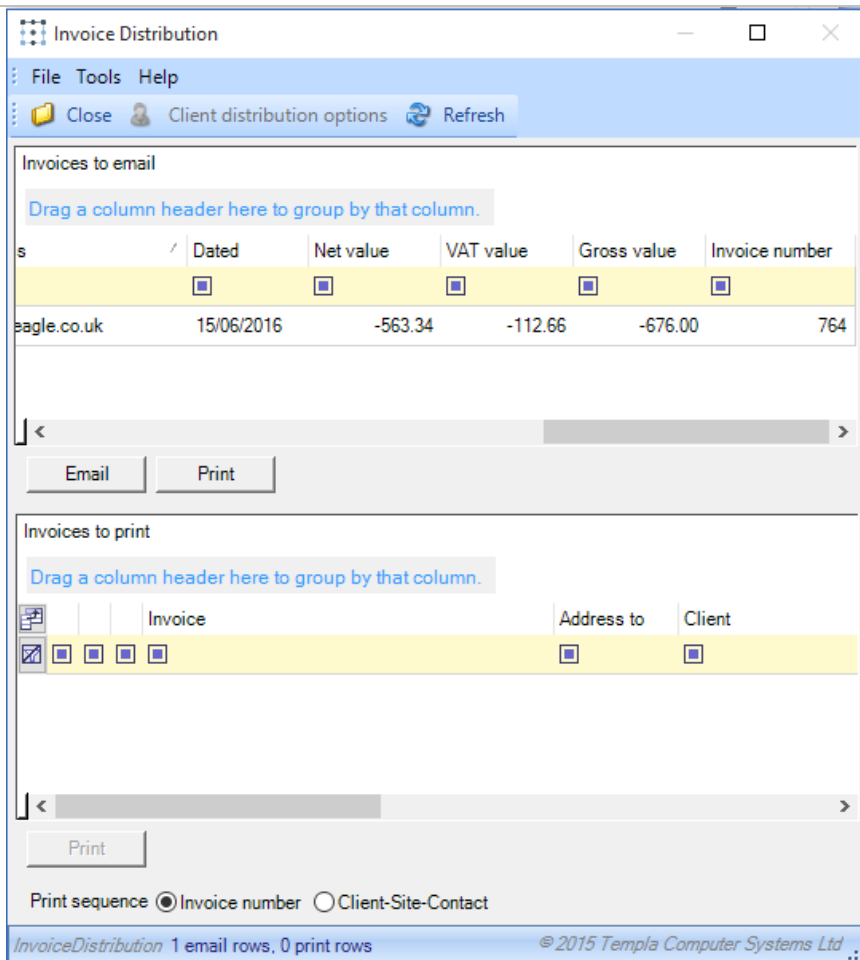 Invoice Distribution
File Tools Help
Close Client distribution options Refresh
Invoices to email
Drag a column header here to group by that column.
s Dated Net value VAT value Gross value Invoice number
eagle.co.uk 15/06/2016 -563.34 -112.66 -676.00 764
Email Print
Invoices to print
Drag a column header here to group by that column.
Invoice Address to Client
Print
Print sequence Invoice number Client-Site-Contact
InvoiceDistribution 1 email rows, 0 print rows © 2015 Templa Computer Systems Ltd